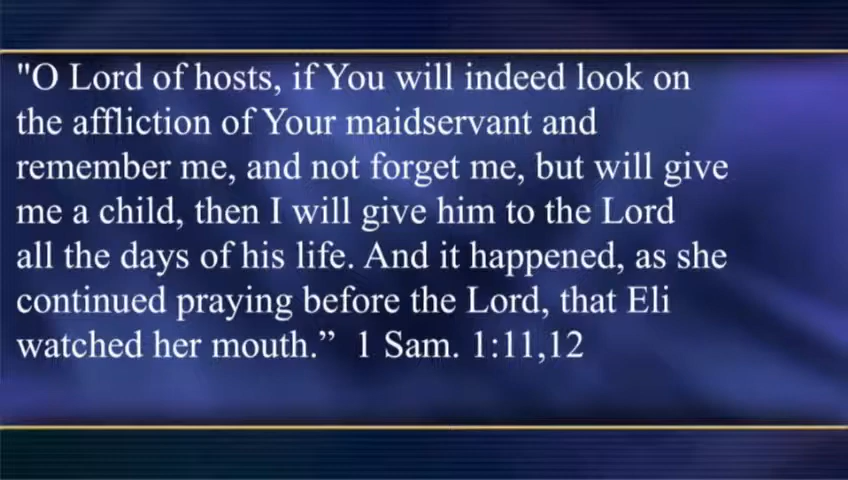 "O Lord of hosts, if You will indeed look on
the affliction of Your maidservant and
remember me, and not forget me, but will give
me a child, then I will give him to the Lord
all the days of his life. And it happened, as she
continued praying before the Lord, that Eli
watched her mouth.”  1 Sam. 1:11,12